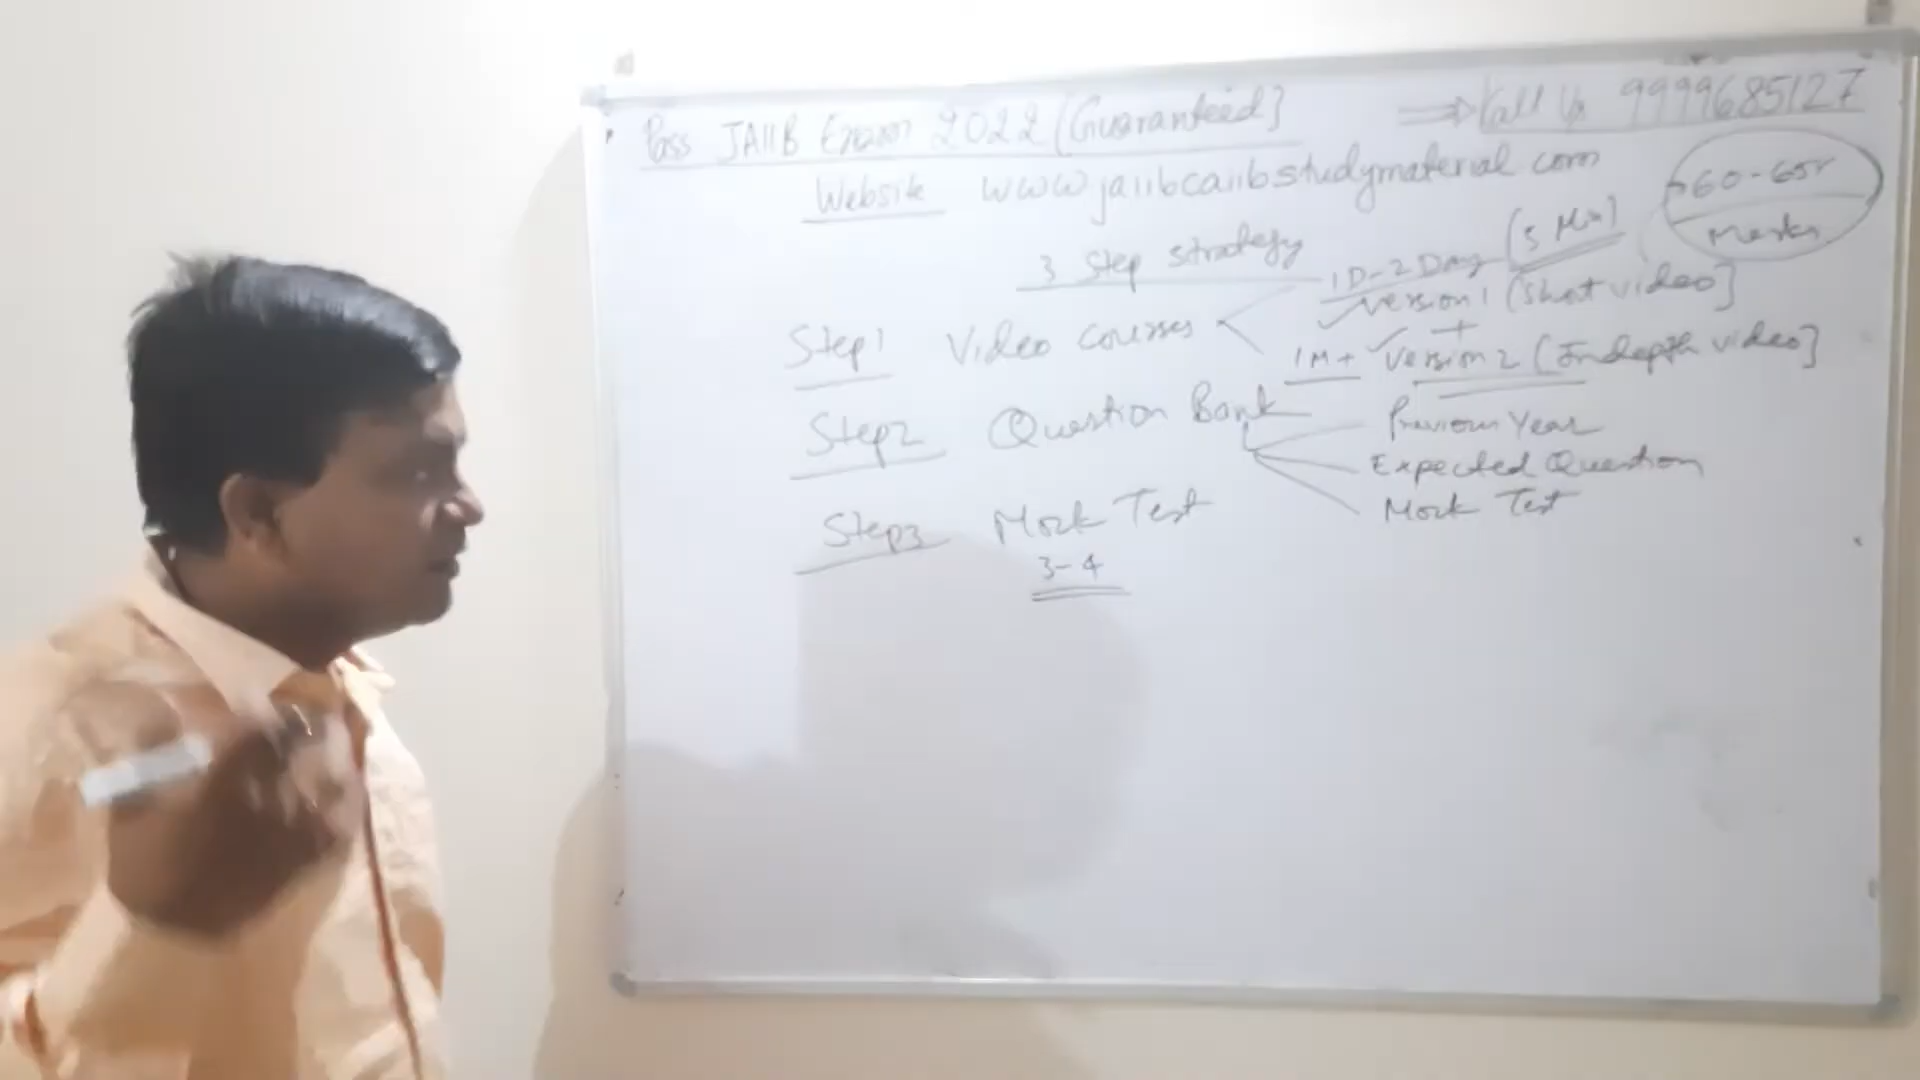 Pass JAIIB Exam 2022 (Guaranteed]
⇒ Call Us 9999685127
Website www jaiibcaiibstudymaterial com
60-65+
Marks
3 Step strategy
1D-2 Day (5 Min]
Step1 Video Courses
Version 1 (Short video]
+
1M+ Version 2 (Indepth video]
Step2 Question Bank
Previous Year
Expected Question
Mock Test
Step3 Mock Test
3-4